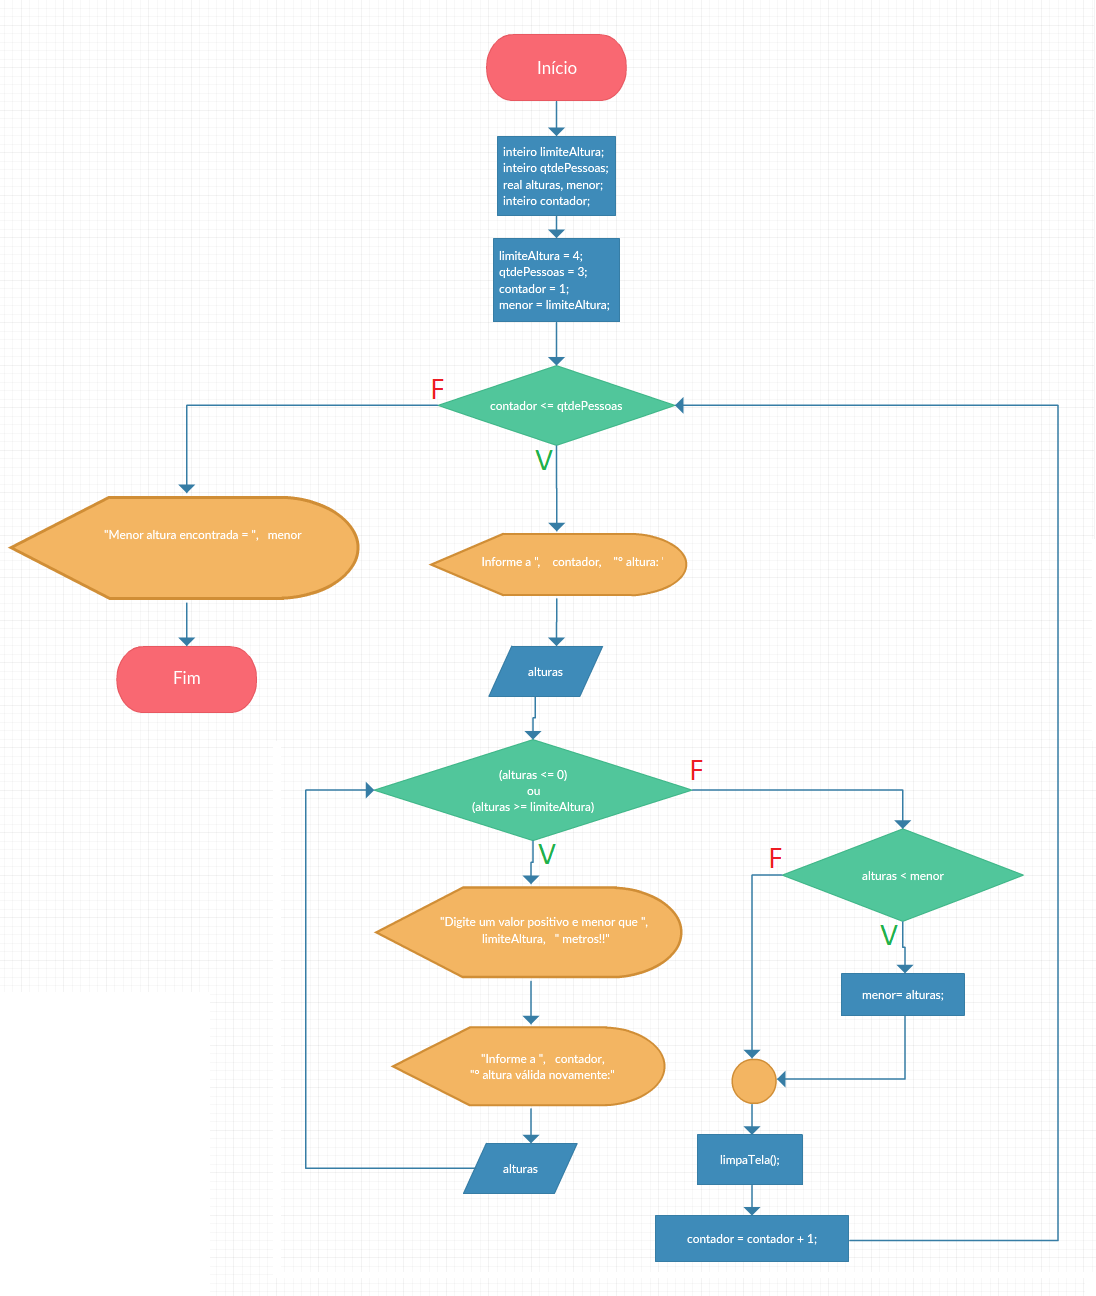 Início
inteiro limiteAltura;
inteiro qtdePessoas;
real alturas, menor;
inteiro contador;
limiteAltura = 4;
qtdePessoas = 3;
contador = 1;
menor = limiteAltura;
F
contador <= qtdePessoas
V
"Menor altura encontrada = ", menor
Informe a ", contador, "º altura: '
Fim
alturas
(alturas <= 0)
ou
(alturas >= limiteAltura)
F
V
F
alturas < menor
V
"Digite um valor positivo e menor que ",
limiteAltura, " metros!!"
menor= alturas;
"Informe a ", contador,
"º altura válida novamente:"
alturas
limpaTela();
contador = contador + 1;